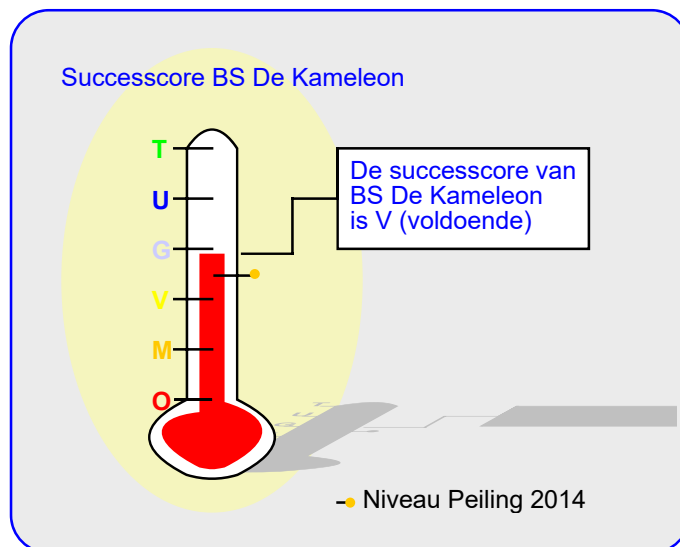 Successcore BS De Kameleon
T
De successcore van
BS De Kameleon
is V (voldoende)
U
G
V
M
O
Niveau Peiling 2014